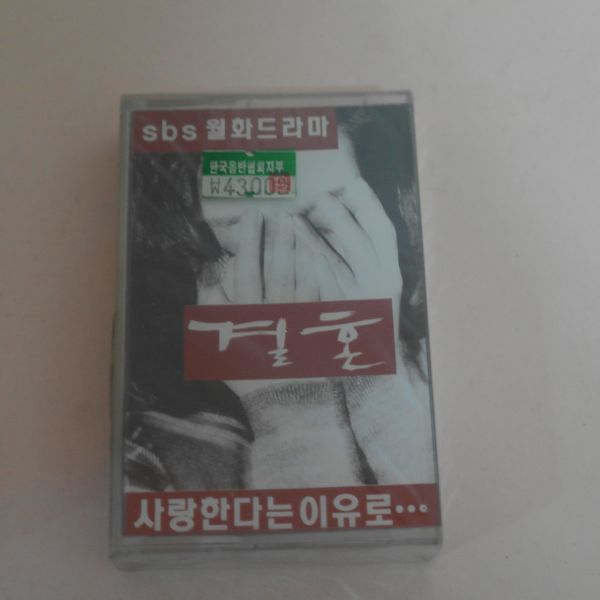 sbs 월화드라마
한국음반협회지부
₩4300
결혼
사랑한다는 이유로…